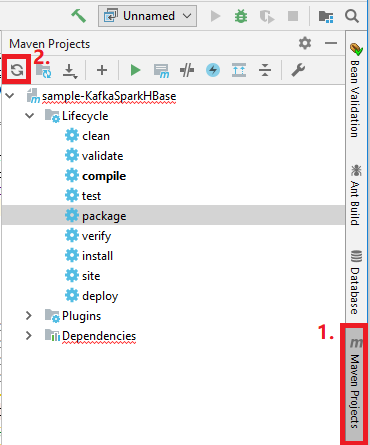 Unnamed
Maven Projects
2.
sample-KafkaSparkHBase
Lifecycle
clean
validate
compile
test
package
verify
install
site
deploy
Plugins
Dependencies
Bean Validation
Ant Build
Database
1.
m Maven Projects